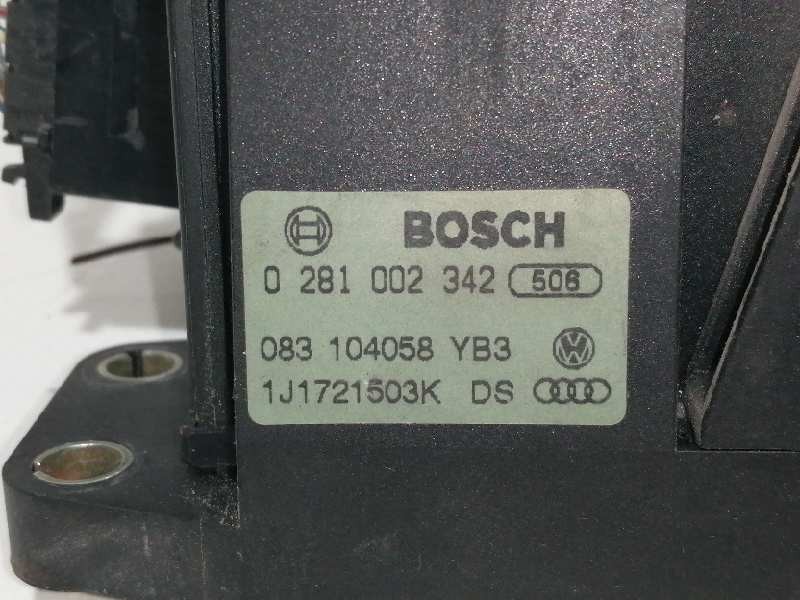 BOSCH
0 281 002 342 506
083 104058 YB3
1J1721503K DS